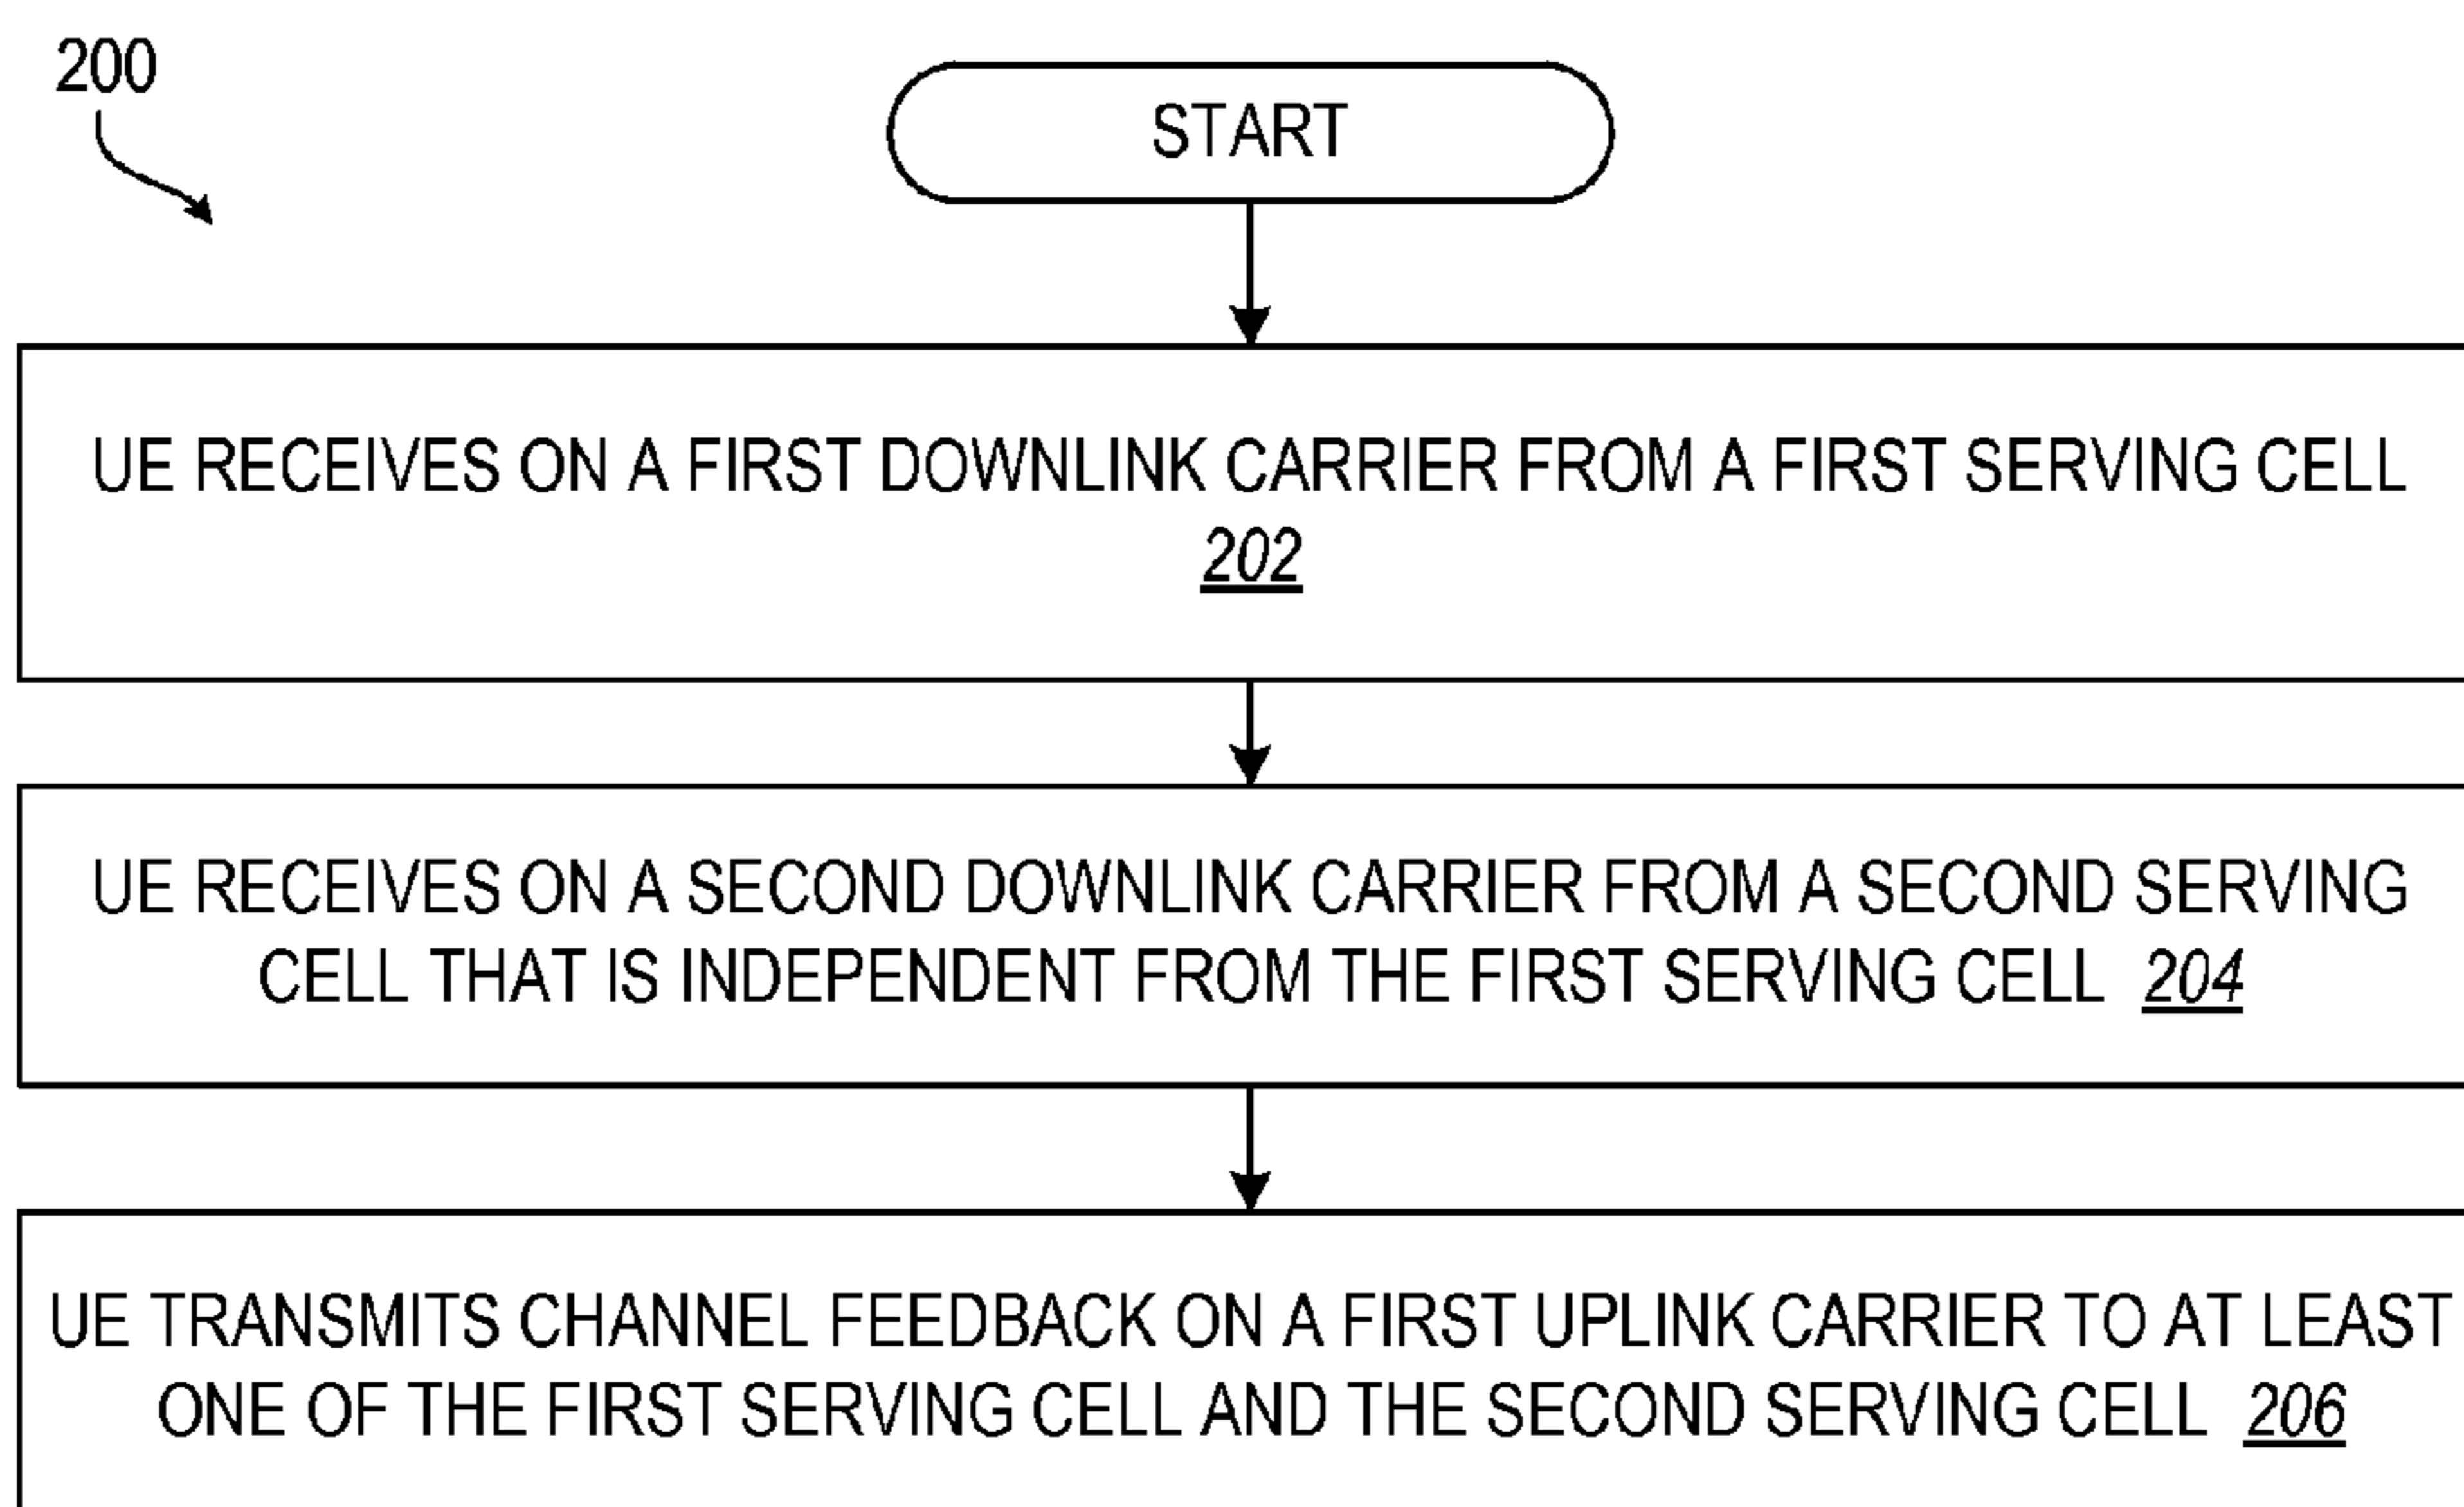 200
START
UE RECEIVES ON A FIRST DOWNLINK CARRIER FROM A FIRST SERVING CELL
202
UE RECEIVES ON A SECOND DOWNLINK CARRIER FROM A SECOND SERVING
CELL THAT IS INDEPENDENT FROM THE FIRST SERVING CELL 204
UE TRANSMITS CHANNEL FEEDBACK ON A FIRST UPLINK CARRIER TO AT LEAST
ONE OF THE FIRST SERVING CELL AND THE SECOND SERVING CELL 206